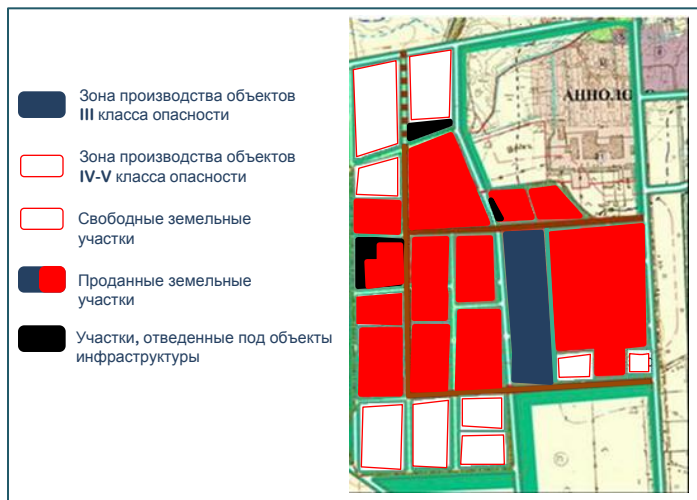 Зона производства объектов
III класса опасности
Зона производства объектов
IV-V класса опасности
Свободные земельные
участки
Проданные земельные
участки
Участки, отведенные под объекты
инфраструктуры